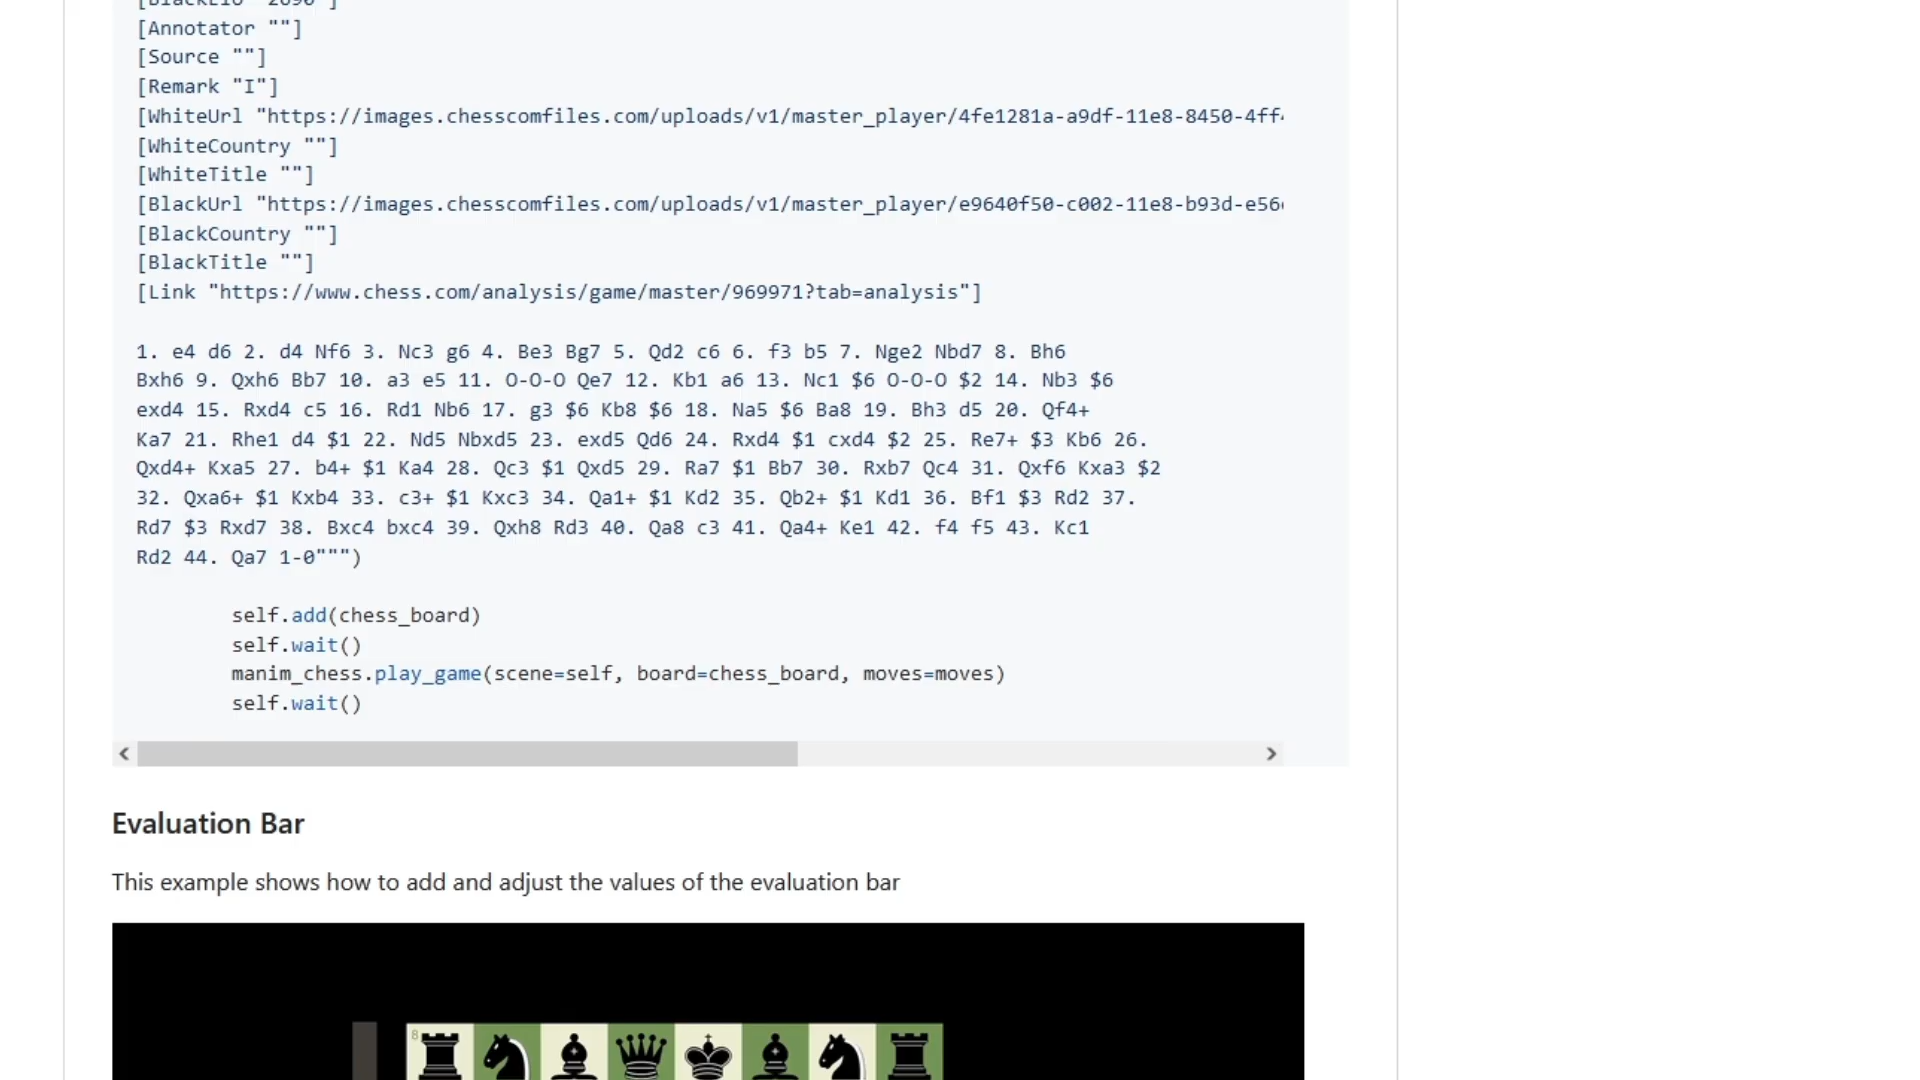 [Annotator ""]
[Source ""]
[Remark "I"]
[WhiteUrl "https://images.chesscomfiles.com/uploads/v1/master_player/4fe1281a-a9df-11e8-8450-4ff
[WhiteCountry ""]
[WhiteTitle ""]
[BlackUrl "https://images.chesscomfiles.com/uploads/v1/master_player/e9640f50-c002-11e8-b93d-e56
[BlackCountry ""]
[BlackTitle ""]
[Link "https://www.chess.com/analysis/game/master/969971?tab=analysis"]
1. e4 d6 2. d4 Nf6 3. Nc3 g6 4. Be3 Bg7 5. Qd2 c6 6. f3 b5 7. Nge2 Nbd7 8. Bh6
Bxh6 9. Qxh6 Bb7 10. a3 e5 11. O-O-O Qe7 12. Kb1 a6 13. Nc1 $6 O-O-O $2 14. Nb3 $6
exd4 15. Rxd4 c5 16. Rd1 Nb6 17. g3 $6 Kb8 $6 18. Na5 $6 Ba8 19. Bh3 d5 20. Qf4+
Ka7 21. Rhe1 d4 $1 22. Nd5 Nbxd5 23. exd5 Qd6 24. Rxd4 $1 cxd4 $2 25. Re7+ $3 Kb6 26.
Qxd4+ Kxa5 27. b4+ $1 Ka4 28. Qc3 $1 Qxd5 29. Ra7 $1 Bb7 30. Rxb7 Qc4 31. Qxf6 Kxa3 $2
32. Qxa6+ $1 Kxb4 33. c3+ $1 Kxc3 34. Qa1+ $1 Kd2 35. Qb2+ $1 Kd1 36. Bf1 $3 Rd2 37.
Rd7 $3 Rxd7 38. Bxc4 bxc4 39. Qxh8 Rd3 40. Qa8 c3 41. Qa4+ Ke1 42. f4 f5 43. Kc1
Rd2 44. Qa7 1-0""")
self.add(chess_board)
self.wait()
manim_chess.play_game(scene=self, board=chess_board, moves=moves)
self.wait()
Evaluation Bar
This example shows how to add and adjust the values of the evaluation bar
8